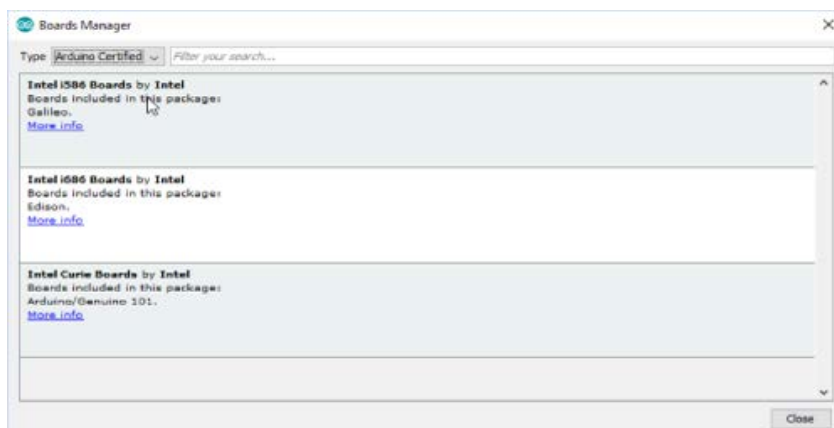 Boards Manager
Type Arduino Certified Filter your search...
Intel i586 Boards by Intel
Boards included in this package:
Galileo.
More info
Intel i686 Boards by Intel
Boards included in this package:
Edison.
More info
Intel Curie Boards by Intel
Boards included in this package:
Arduino/Genuino 101.
More info
Close